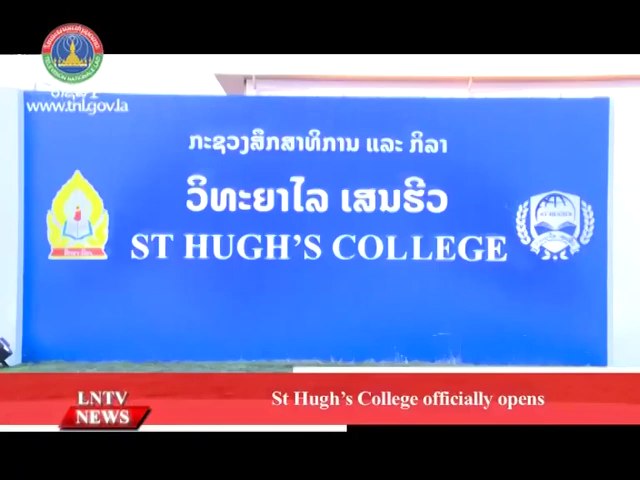 www.tnl.gov.la
ກະຊວງສຶກສາທິການ ແລະ ກິລາ
ວິທະຍາໄລ ເສນຮິວ
ST HUGH'S COLLEGE
ST HUGH'S
LNTV
NEWS
St Hugh's College officially opens